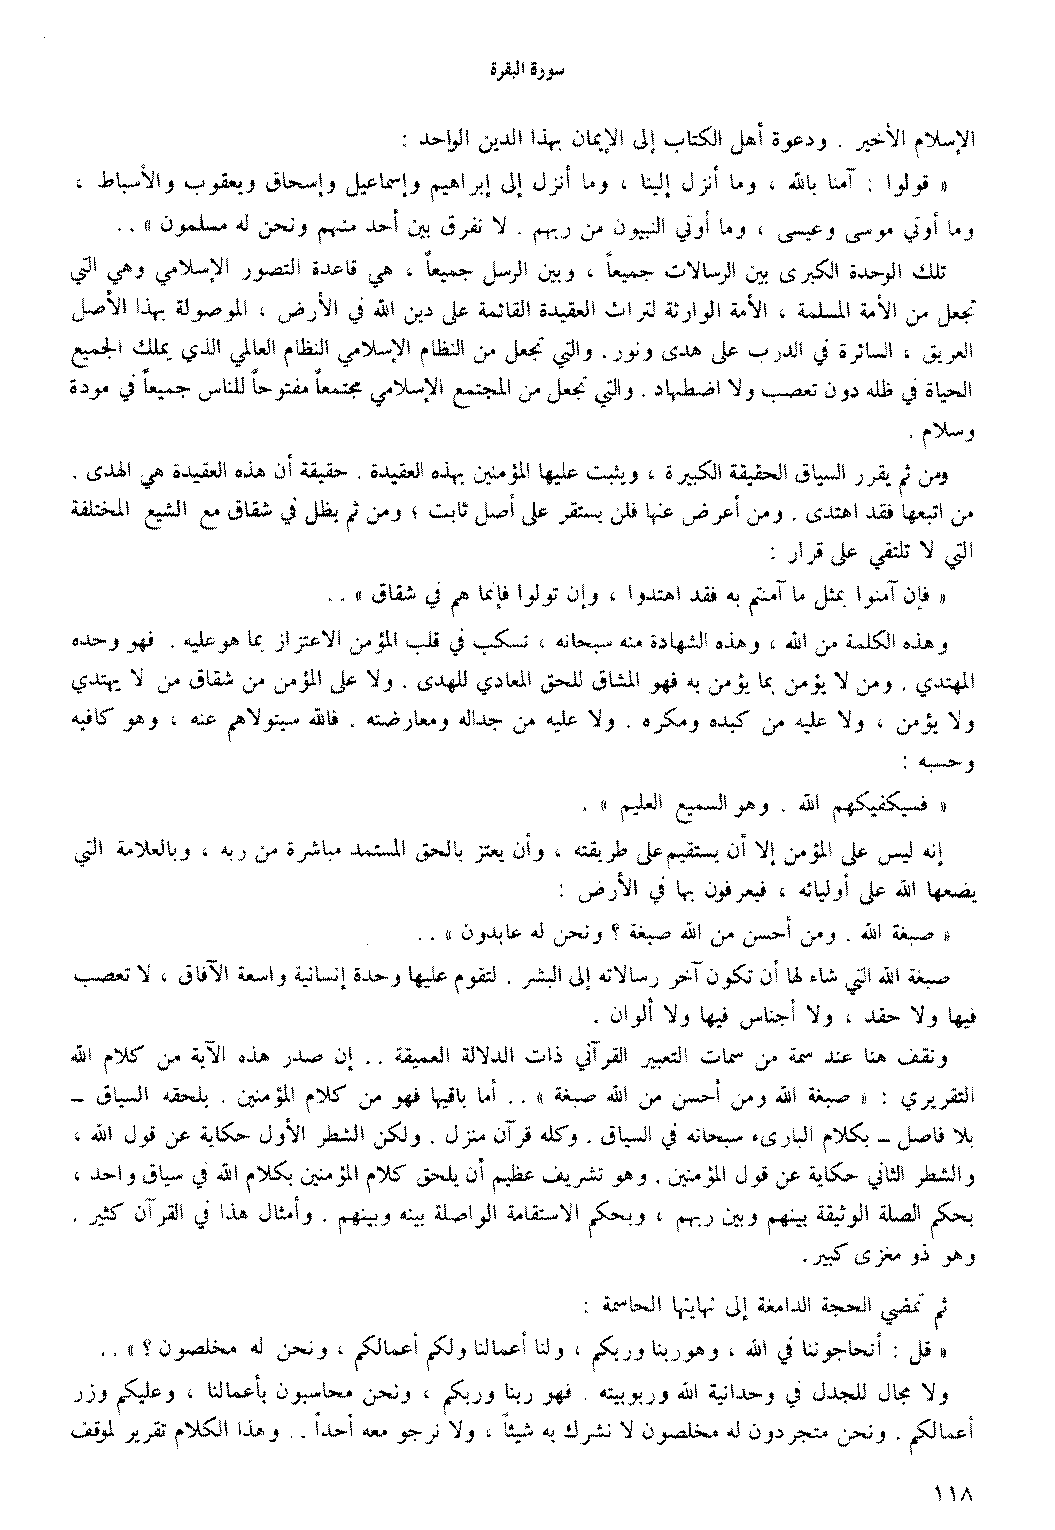 سورة البقرة
الإسلام الأخير . ودعوة أهل الكتاب إلى الإيمان بهذا الدين الواحد :
« قولوا : آمنا بالله ، وما أنزل إلينا ، وما أنزل إلى إبراهيم وإسماعيل وإسحاق ويعقوب والأسباط ،
وما أوتي موسى وعيسى ، وما أوتي النبيون من ربهم . لا نفرق بين أحد منهم ونحن له مسلمون » ..
تلك الوحدة الكبرى بين الرسالات جميعاً ، وبين الرسل جميعاً ، هي قاعدة التصور الإسلامي وهي التي
تجعل من الأمة المسلمة ، الأمة الوارثة لتراث العقيدة القائمة على دين الله في الأرض ، الموصولة بهذا الأصل
العريق ، السائرة في الدرب على هدى ونور . والتي تجعل من النظام الإسلامي النظام العالمي الذي يملك الجميع
الحياة في ظله دون تعصب ولا اضطهاد . والتي تجعل من المجتمع الإسلامي مجتمعاً مفتوحاً للناس جميعاً في مودة
وسلام .
ومن ثم يقرر السياق الحقيقة الكبيرة ، ويثبت عليها المؤمنين بهذه العقيدة . حقيقة أن هذه العقيدة هي الهدى .
من اتبعها فقد اهتدى . ومن أعرض عنها فلن يستقر على أصل ثابت ؛ ومن ثم يظل في شقاق مع الشيع المختلفة
التي لا تلتقي على قرار :
« فإن آمنوا بمثل ما آمنتم به فقد اهتدوا ، وإن تولوا فإنما هم في شقاق » ..
وهذه الكلمة من الله ، وهذه الشهادة منه سبحانه ، تسكب في قلب المؤمن الاعتزاز بما هو عليه . فهو وحده
المهتدي . ومن لا يؤمن بما يؤمن به فهو المشاق للحق المعادي للهدى . ولا على المؤمن من شقاق من لا يهتدي
ولا يؤمن ، ولا عليه من كيده ومكره . ولا عليه من جداله ومعارضته . فالله سيتولاهم عنه ، وهو كافيه
وحسبه :
« فسيكفيكهم الله . وهو السميع العليم » .
إنه ليس على المؤمن إلا أن يستقيم على طريقته ، وأن يعتز بالحق المستمد مباشرة من ربه ، وبالعلامة التي
يضعها الله على أوليائه ، فيعرفون بها في الأرض :
« صبغة الله . ومن أحسن من الله صبغة ؟ ونحن له عابدون » ..
صبغة الله التي شاء لها أن تكون آخر رسالاته إلى البشر . لتقوم عليها وحدة إنسانية واسعة الآفاق ، لا تعصب
فيها ولا حقد ، ولا أجناس فيها ولا ألوان .
ونقف هنا عند سمة من سمات التعبير القرآني ذات الدلالة العميقة .. إن صدر هذه الآية من كلام الله
التقريري : « صبغة الله ومن أحسن من الله صبغة » .. أما باقيها فهو من كلام المؤمنين . يلحقه السياق –
بلا فاصل – بكلام البارىء سبحانه في السياق . وكله قرآن منزل . ولكن الشطر الأول حكاية عن قول الله ،
والشطر الثاني حكاية عن قول المؤمنين . وهو تشريف عظيم أن يلحق كلام المؤمنين بكلام الله في سياق واحد ،
بحكم الصلة الوثيقة بينهم وبين ربهم ، وبحكم الاستقامة الواصلة بينه وبينهم . وأمثال هذا في القرآن كثير .
وهو ذو مغزى كبير .
ثم تمضي الحجة الدامغة إلى نهايتها الحاسمة :
« قل : أتحاجوننا في الله ، وهو ربنا وربكم ، ولنا أعمالنا ولكم أعمالكم ، ونحن له مخلصون ؟ » ..
ولا مجال للجدل في وحدانية الله وربوبيته . فهو ربنا وربكم ، ونحن محاسبون بأعمالنا ، وعليكم وزر
أعمالكم . ونحن متجردون له مخلصون لا نشرك به شيئاً ، ولا نرجو معه أحداً .. وهذا الكلام تقرير لموقف
١١٨